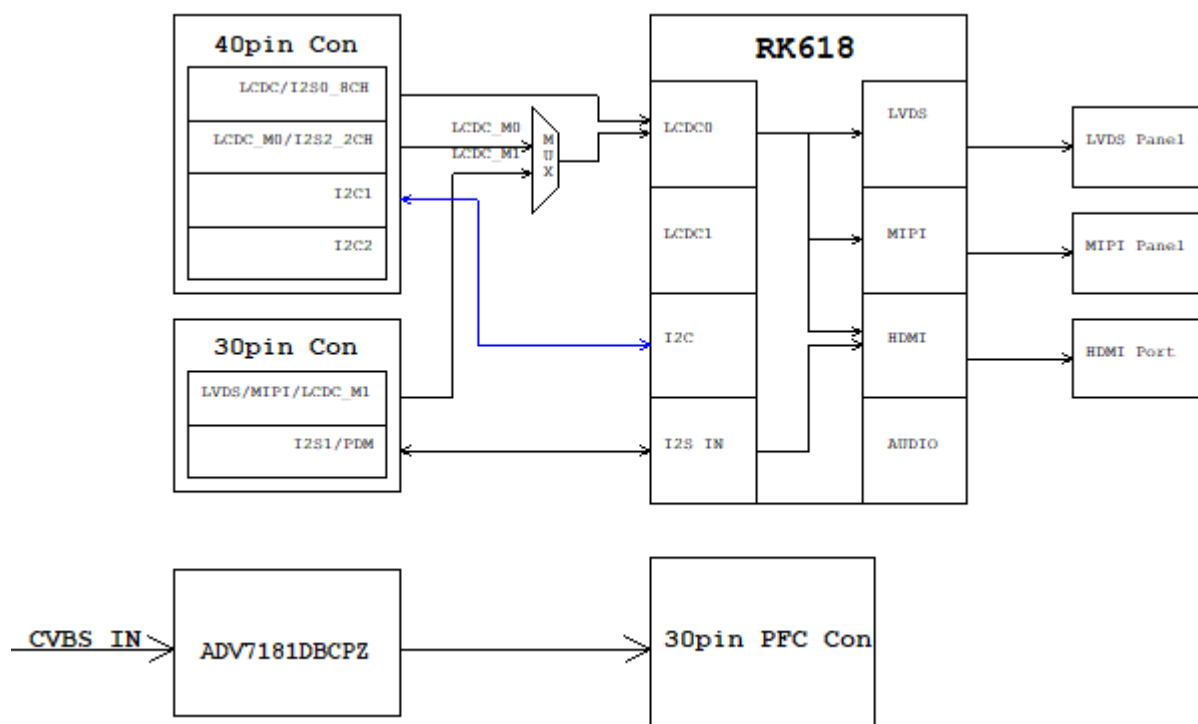 40pin Con
LCDC/I2S0_8CH
LCDC_M0/I2S2_2CH
I2C1
I2C2
30pin Con
LVDS/MIPI/LCDC_M1
I2S1/PDM
LCDC_M0
LCDC_M1
MUX
RK618
LCDC0
LCDC1
I2C
I2S IN
LVDS
MIPI
HDMI
AUDIO
LVDS Panel
MIPI Panel
HDMI Port
CVBS IN
ADV7181DBCPZ
30pin PFC Con